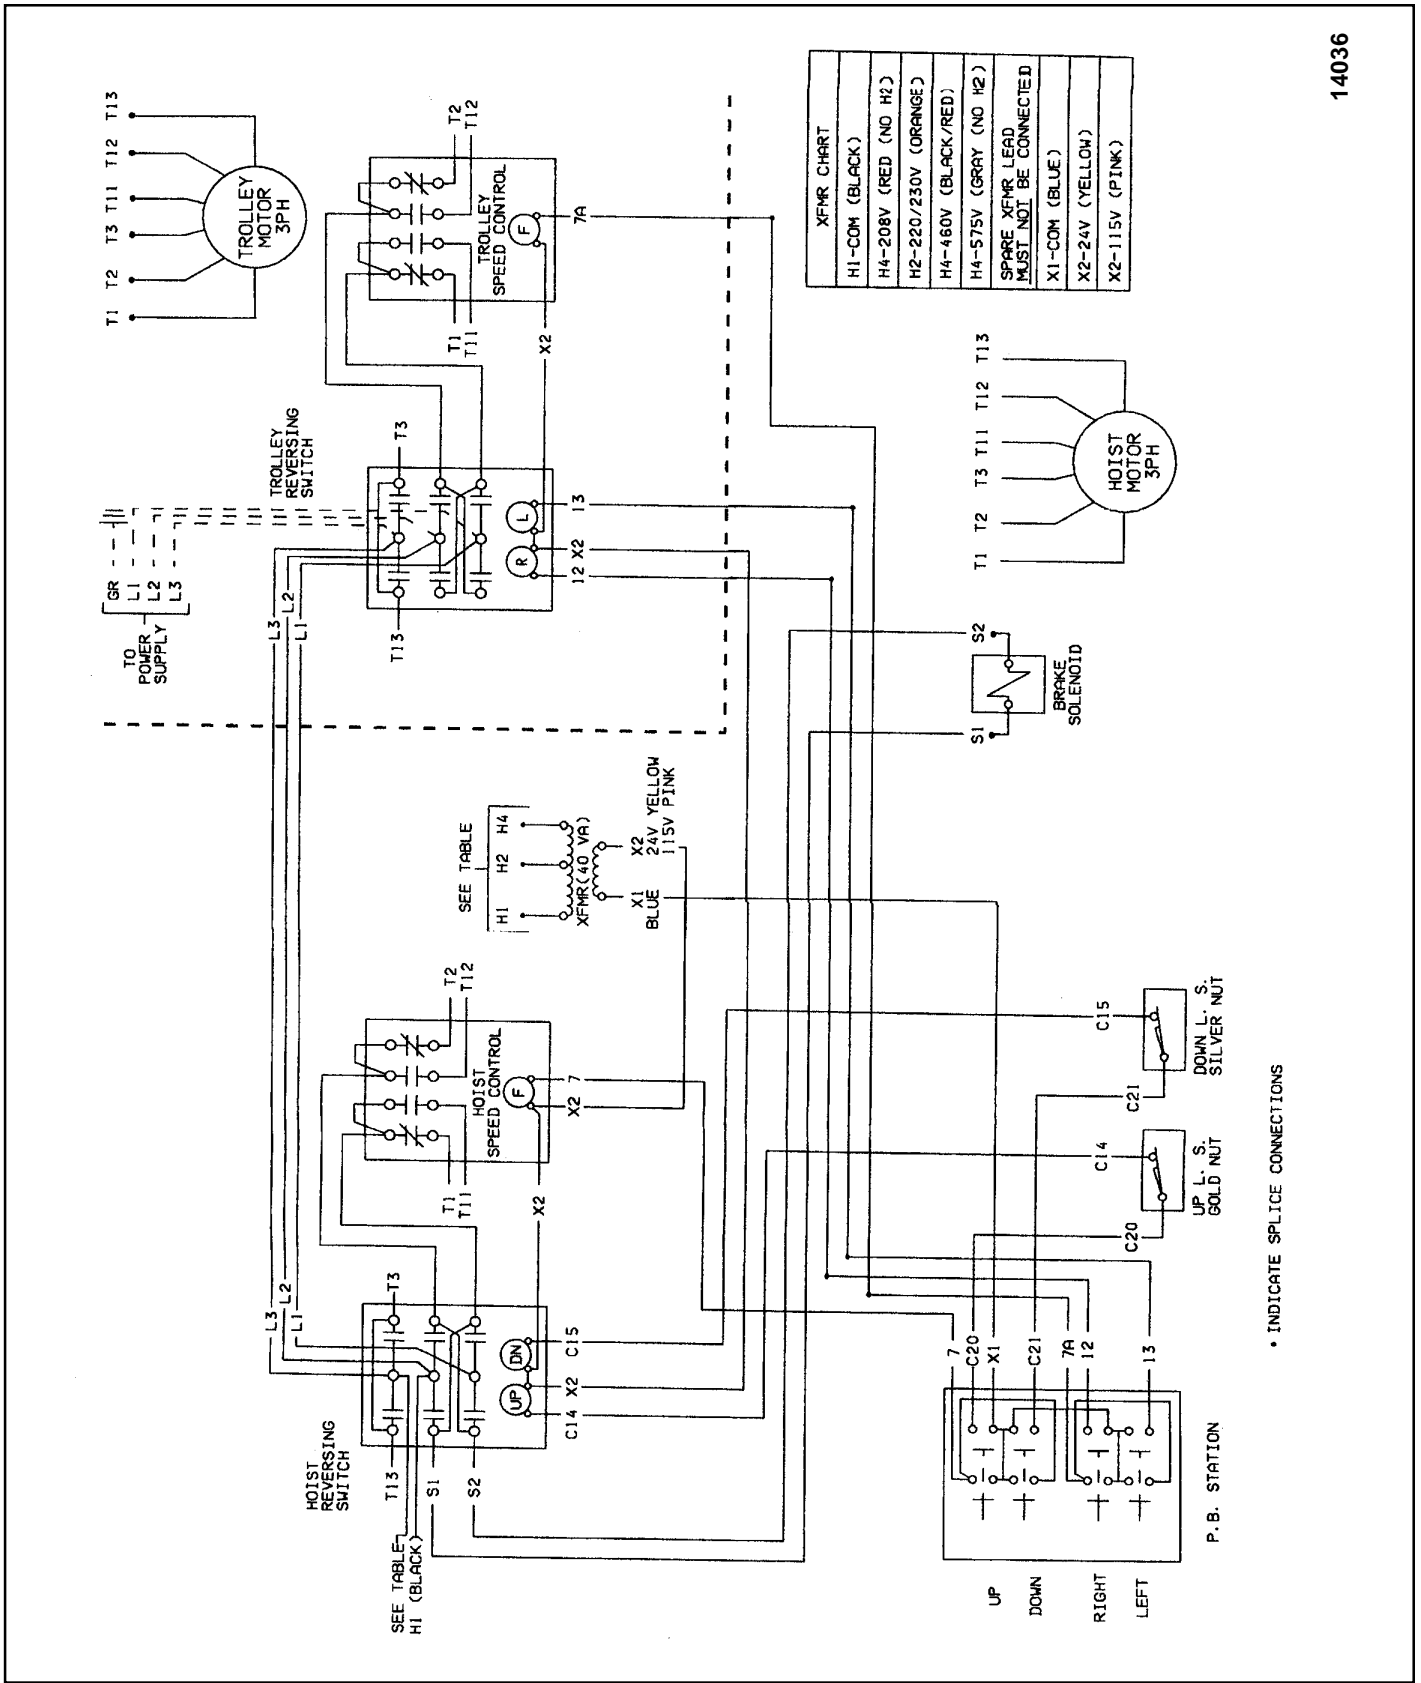 14036
T1
T2
T3
T11
T12
T13
TROLLEY
MOTOR
3PH
TO
POWER
SUPPLY
GR
L1
L2
L3
TROLLEY
REVERSING
SWITCH
L3
L2
L1
T13
T3
R
L
12
X2
13
T2
T12
T1
T11
TROLLEY
SPEED CONTROL
F
X2
7A
XFMR CHART
H1-COM (BLACK)
H4-208V (RED (NO H2)
H2-220/230V (ORANGE)
H4-460V (BLACK/RED)
H4-575V (GRAY (NO H2)
SPARE XFMR LEAD
MUST NOT BE CONNECTED
X1-COM (BLUE)
X2-24V (YELLOW)
X2-115V (PINK)
HOIST
REVERSING
SWITCH
L3
L2
L1
T13
T3
S1
S2
SEE TABLE
H1 (BLACK)
UP
DN
C14
X2
C15
T2
T12
T1
T11
HOIST
SPEED CONTROL
F
X2
X2
7
SEE TABLE
H1
H2
H4
XFMR(40 VA)
X1
BLUE
X2
24V YELLOW
115V PINK
S1
S2
BRAKE
SOLENOID
T1
T2
T3
T11
T12
T13
HOIST
MOTOR
3PH
C20
C14
UP L. S.
GOLD NUT
C21
C15
DOWN L. S.
SILVER NUT
7
C20
X1
C21
7A
12
13
UP
DOWN
RIGHT
LEFT
P.B. STATION
• INDICATE SPLICE CONNECTIONS